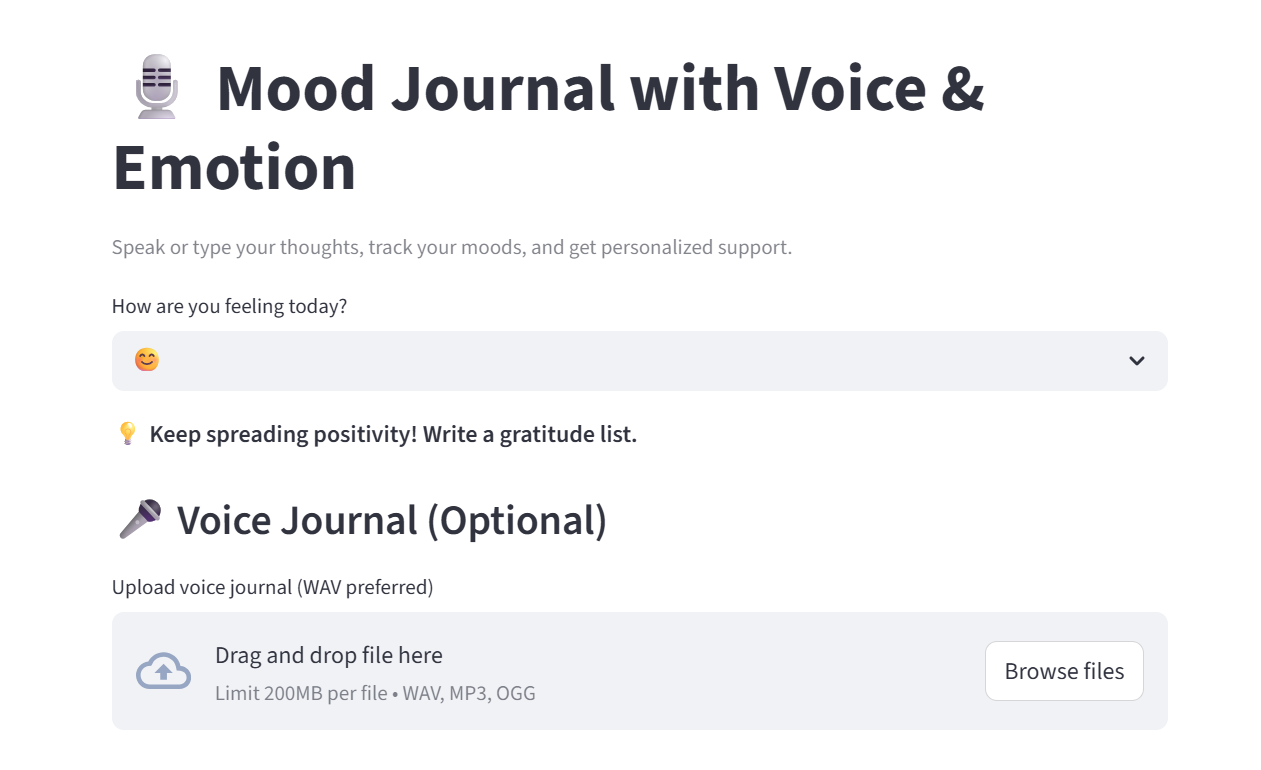 🎙️ Mood Journal with Voice &
Emotion
Speak or type your thoughts, track your moods, and get personalized support.
How are you feeling today?
😊
💡 Keep spreading positivity! Write a gratitude list.
🎤 Voice Journal (Optional)
Upload voice journal (WAV preferred)
Drag and drop file here
Limit 200MB per file • WAV, MP3, OGG
Browse files